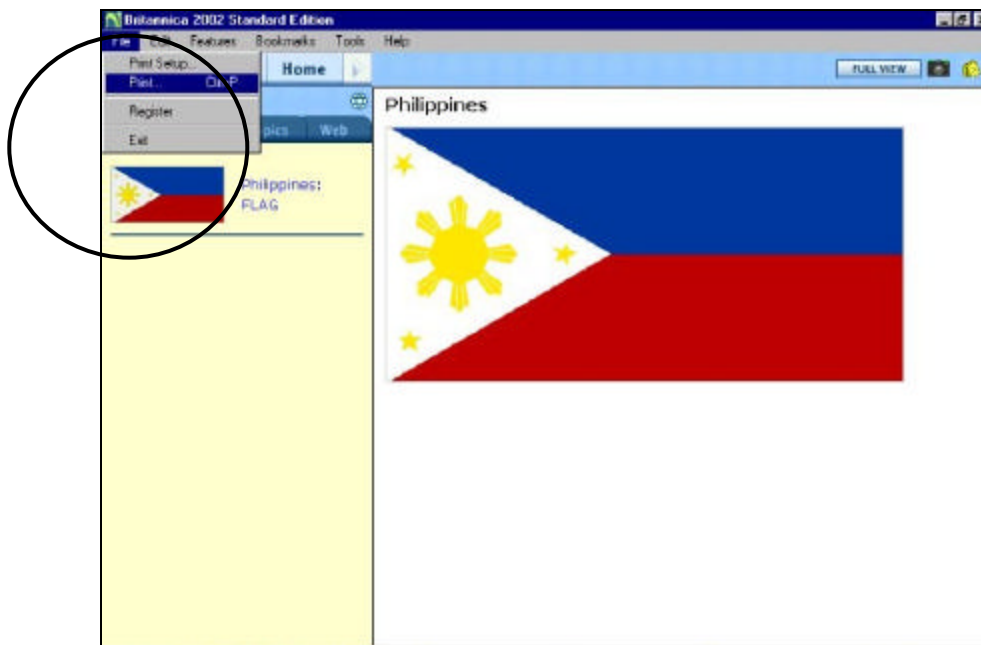 Britannica 2002 Standard Edition
File Edit Features Bookmarks Tools Help
Print Setup...
Print... Ctrl+P
Register
Exit
Home
FULL VIEW
Web
Philippines
Philippines:
FLAG